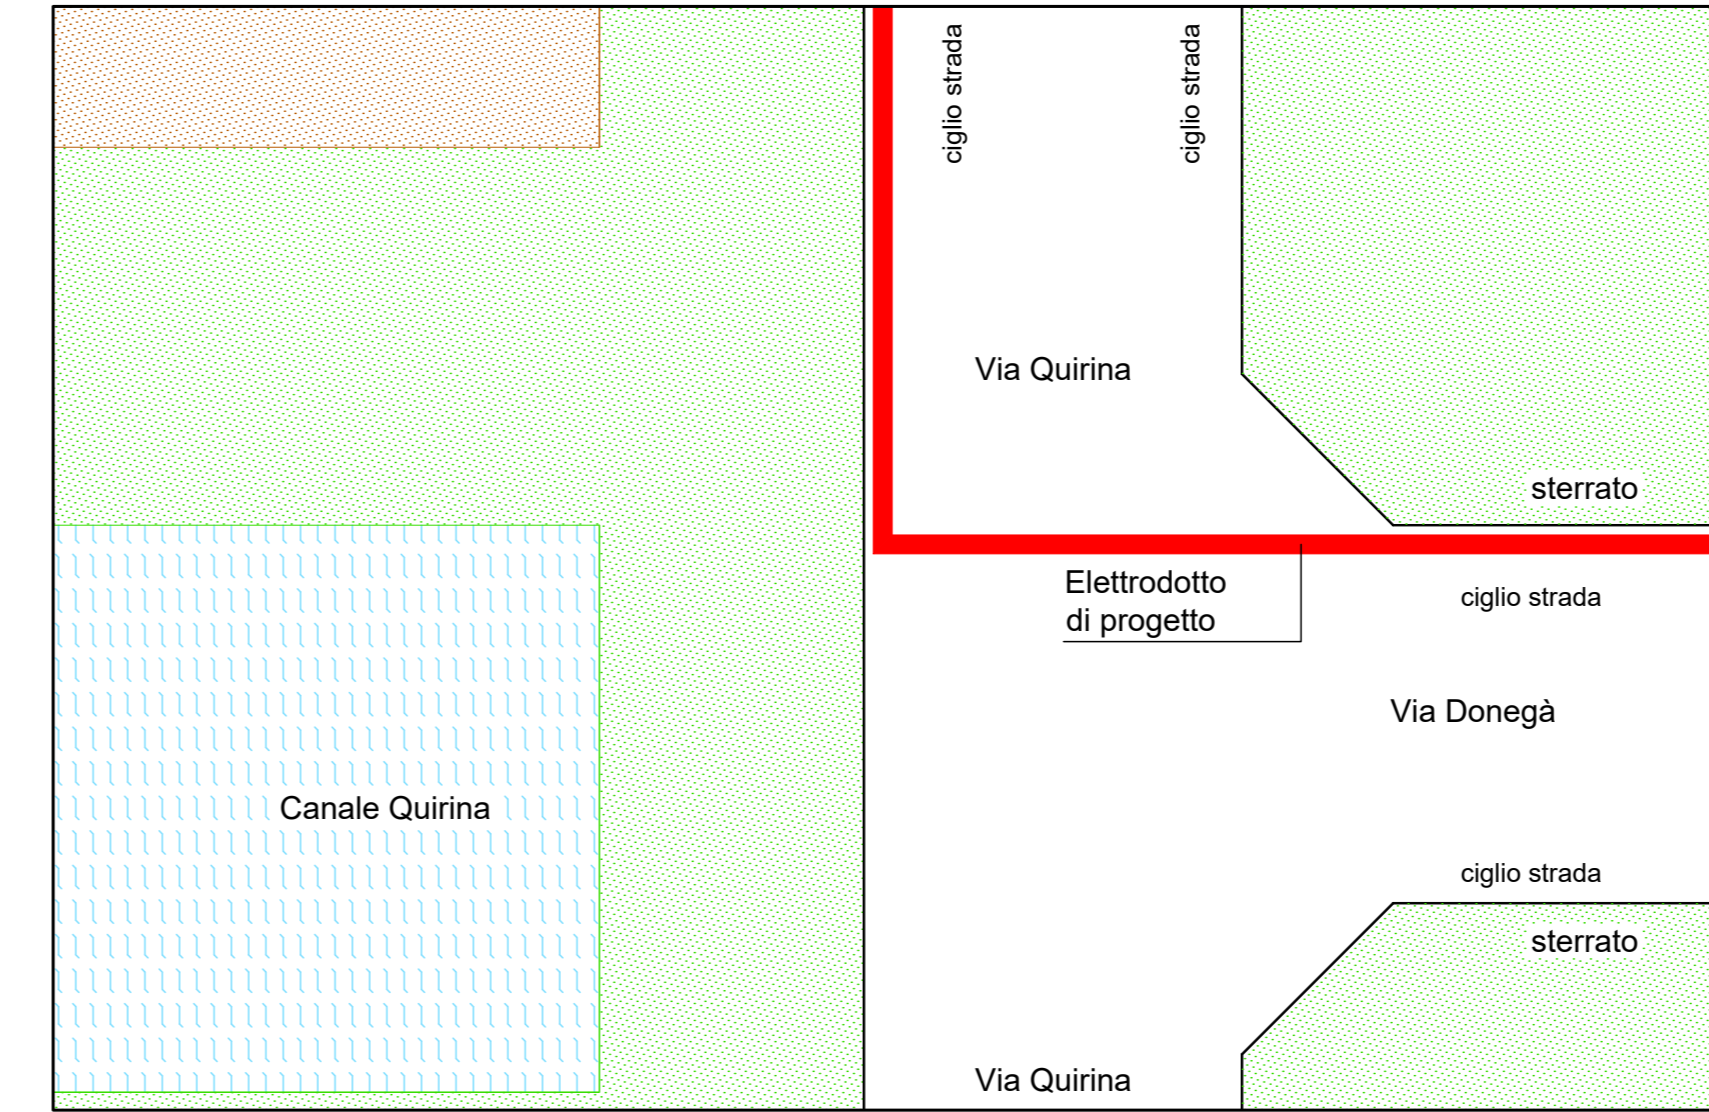 ciglio strada
ciglio strada
Via Quirina
sterrato
Elettrodotto
di progetto
ciglio strada
Via Donegà
Canale Quirina
ciglio strada
sterrato
Via Quirina